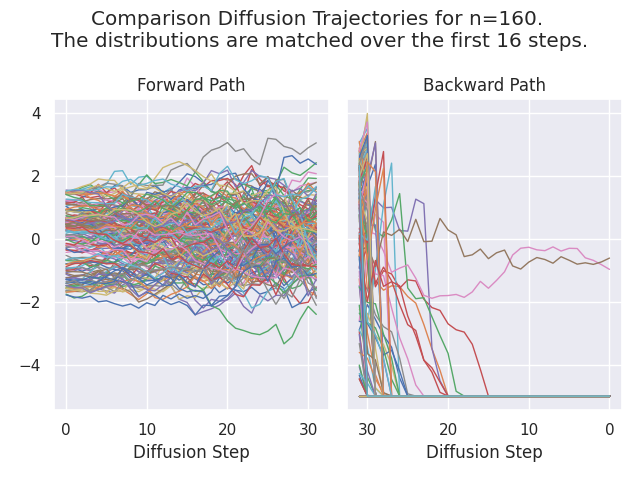 Comparison Diffusion Trajectories for n=160.
The distributions are matched over the first 16 steps.
Forward Path
Backward Path
4
2
0
−2
−4
0
10
20
30
30
20
10
0
Diffusion Step
Diffusion Step